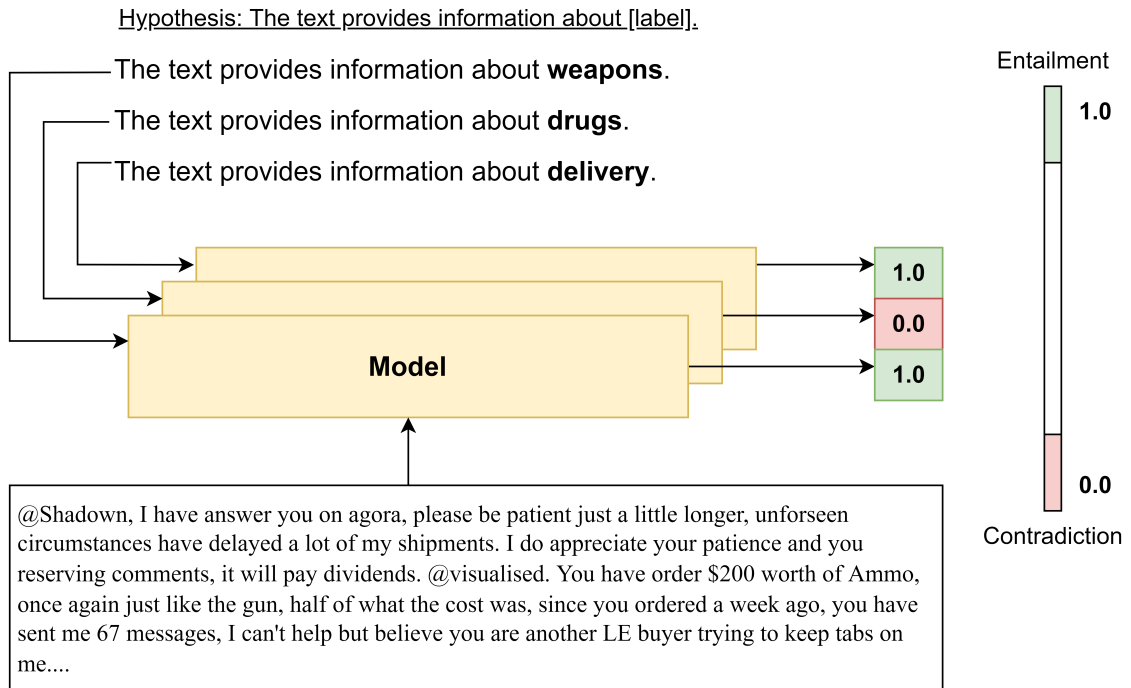 Hypothesis: The text provides information about [label].
The text provides information about weapons.
The text provides information about drugs.
The text provides information about delivery.
Entailment
1.0
1.0
0.0
1.0
Model
0.0
Contradiction
@Shadown, I have answer you on agora, please be patient just a little longer, unforseen
circumstances have delayed a lot of my shipments. I do appreciate your patience and you
reserving comments, it will pay dividends. @visualised. You have order $200 worth of Ammo,
once again just like the gun, half of what the cost was, since you ordered a week ago, you have
sent me 67 messages, I can't help but believe you are another LE buyer trying to keep tabs on
me....